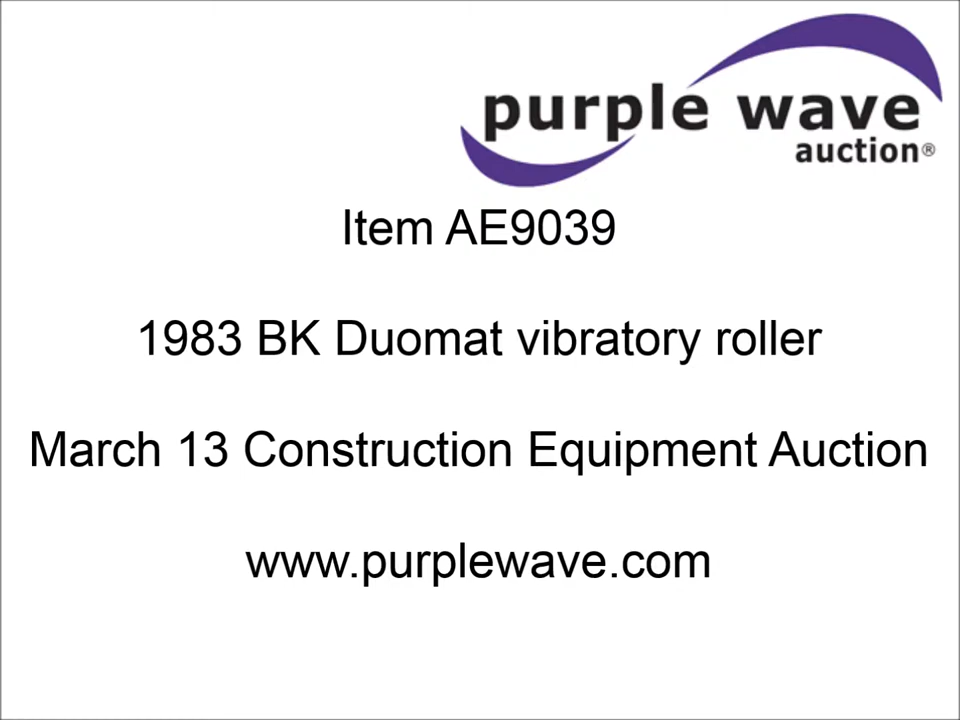 purple wave
auction®
Item AE9039
1983 BK Duomat vibratory roller
March 13 Construction Equipment Auction
www.purplewave.com